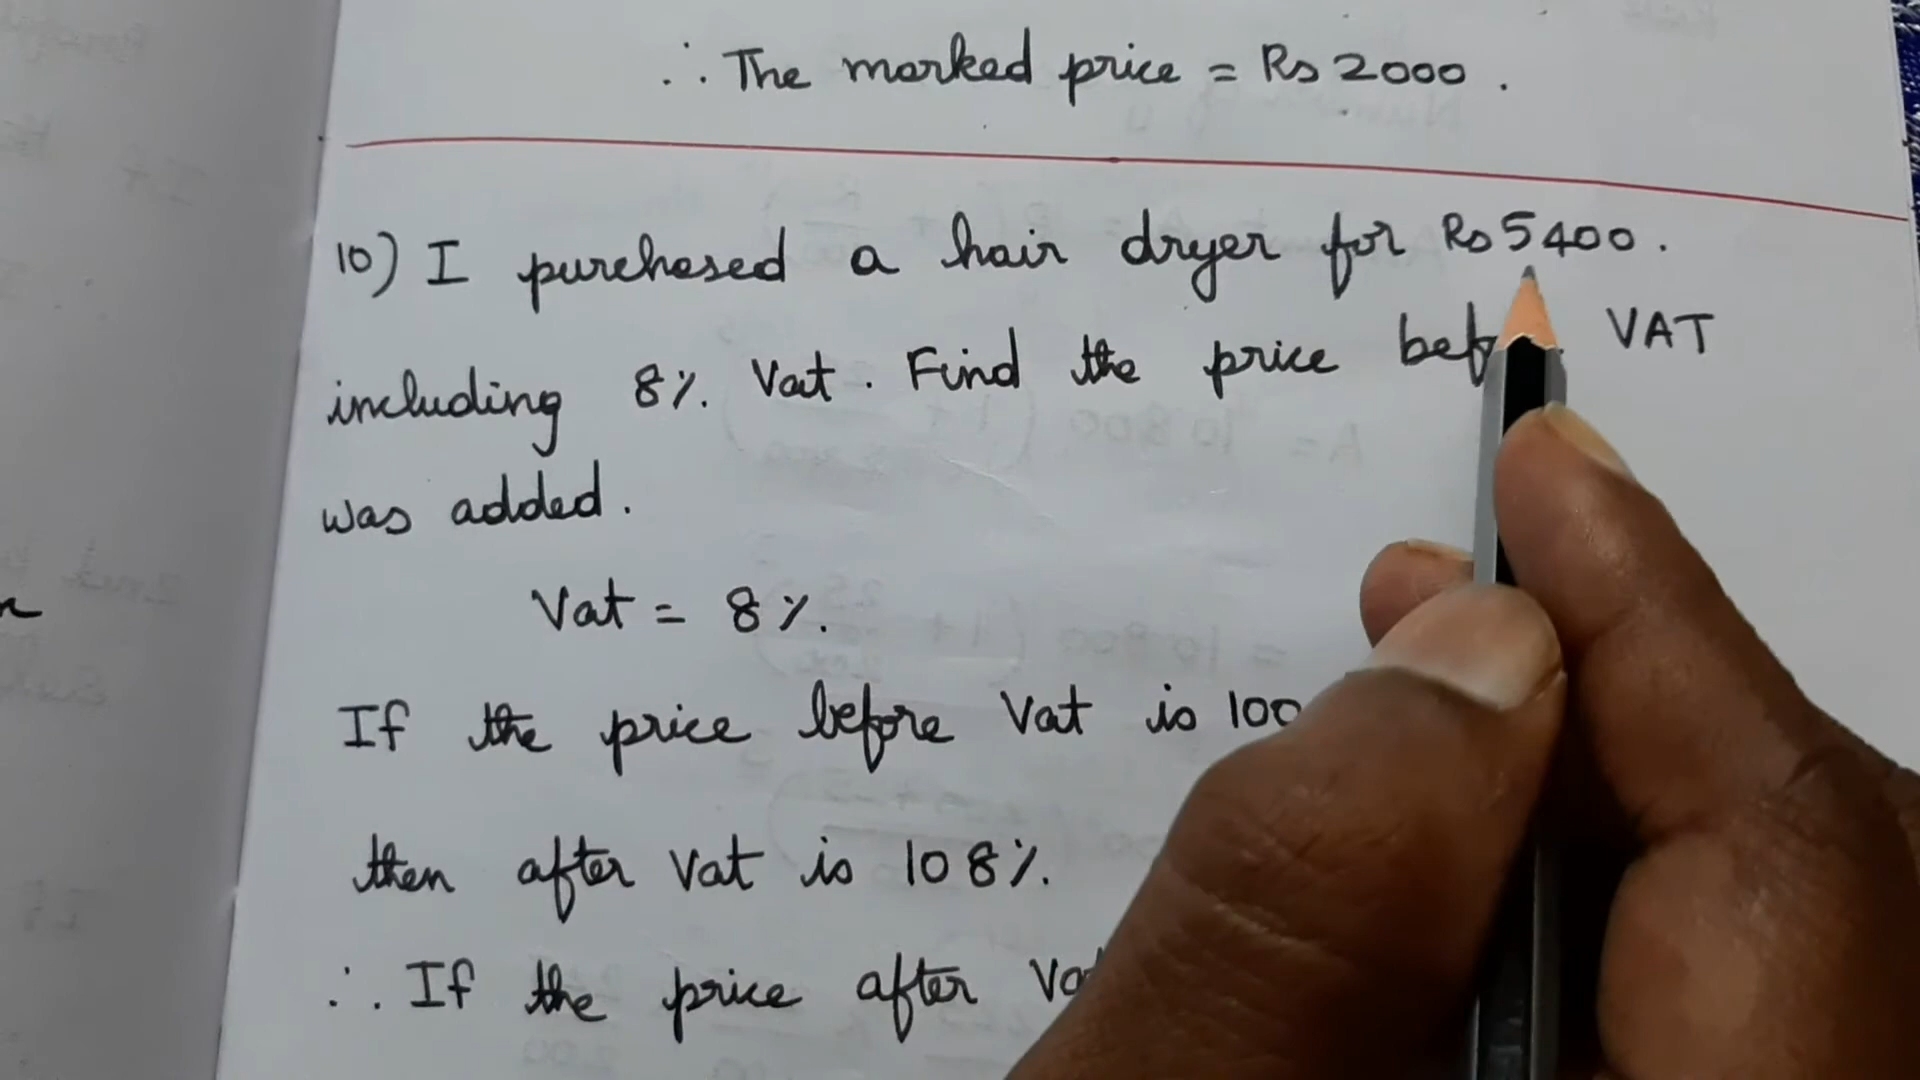 ∴ The marked price = Rs 2000.
10) I purchased a hair dryer for Rs 5400.
including 8%. Vat. Find the price VAT
was added.
Vat = 8%.
If the price before Vat is 100
then after Vat is 108%.
∴ If the price after